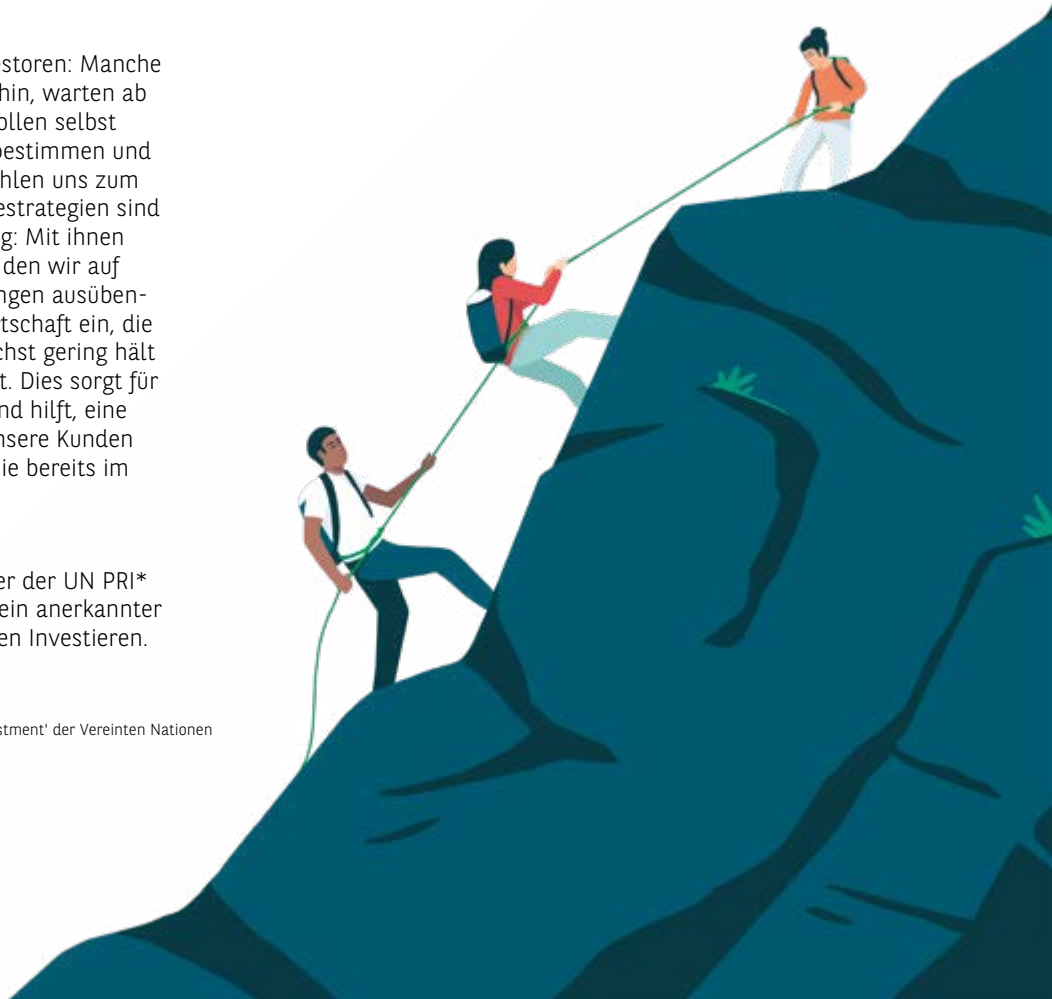 estoren: Manche
hin, warten ab
ollen selbst
bestimmen und
hlen uns zum
estrategien sind
g: Mit ihnen
den wir auf
ngen ausüben-
tschaft ein, die
chst gering hält
t. Dies sorgt für
nd hilft, eine
nsere Kunden
ie bereits im
er der UN PRI*
ein anerkannter
en Investieren.
stment' der Vereinten Nationen